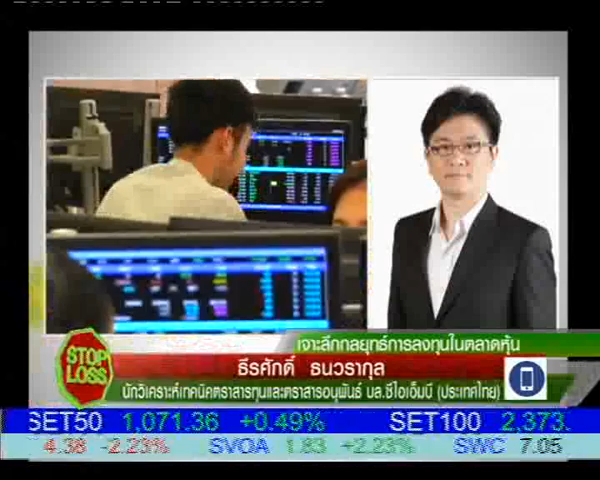 เจาะลึกกลยุทธ์การลงทุนในตลาดหุ้น
STOP LOSS
ธีรศักดิ์ ธนวรากุล
นักวิเคราะห์เทคนิคตราสารทุนและตราสารอนุพันธ์ บล.ซีไอเอ็มบี (ประเทศไทย)
SET50 1,071.36 +0.49% SET100 2,373.
4.38 -2.23% SVOA 1.83 +2.23% SWC 7.05